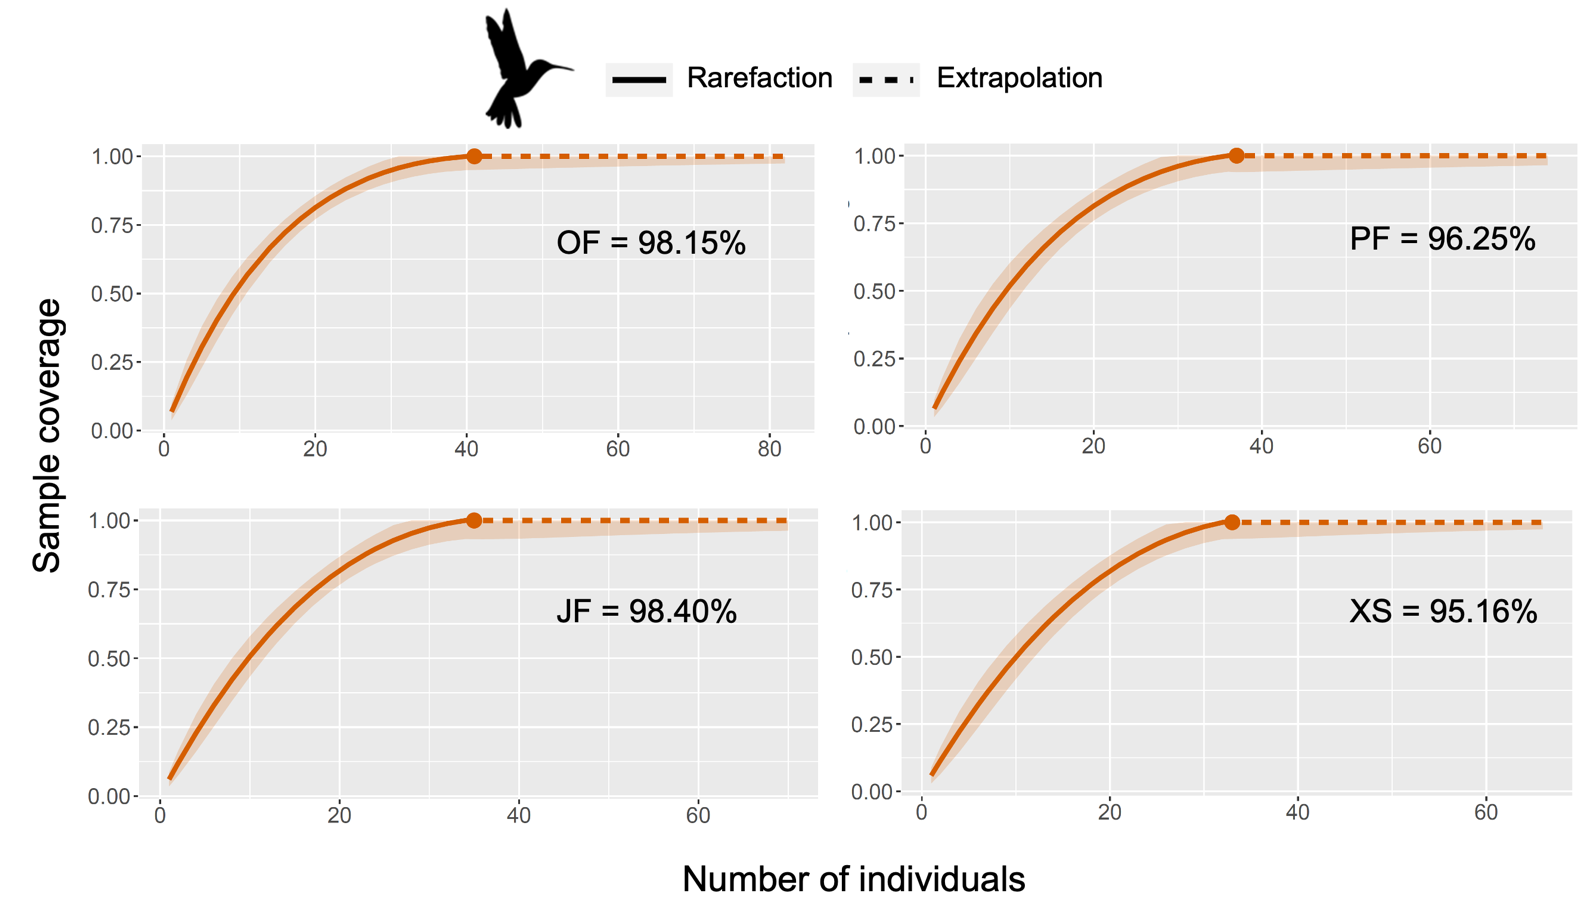 Rarefaction Extrapolation
Sample coverage
1.00
0.75
0.50
0.25
0.00
0 20 40 60 80
OF = 98.15%
1.00
0.75
0.50
0.25
0.00
0 20 40 60
PF = 96.25%
1.00
0.75
0.50
0.25
0.00
0 20 40 60
JF = 98.40%
1.00
0.75
0.50
0.25
0.00
0 20 40 60
XS = 95.16%
Number of individuals